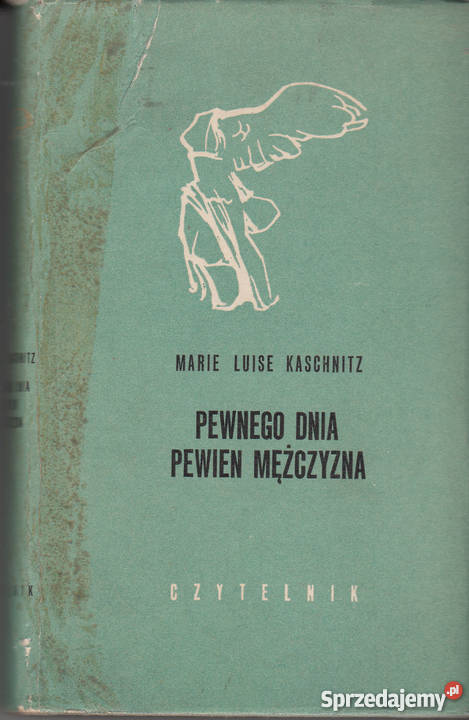 MARIE LUISE KASCHNITZ
PEWNEGO DNIA
PEWIEN MĘŻCZYZNA
CZYTELNIK
Sprzedajemy.pl